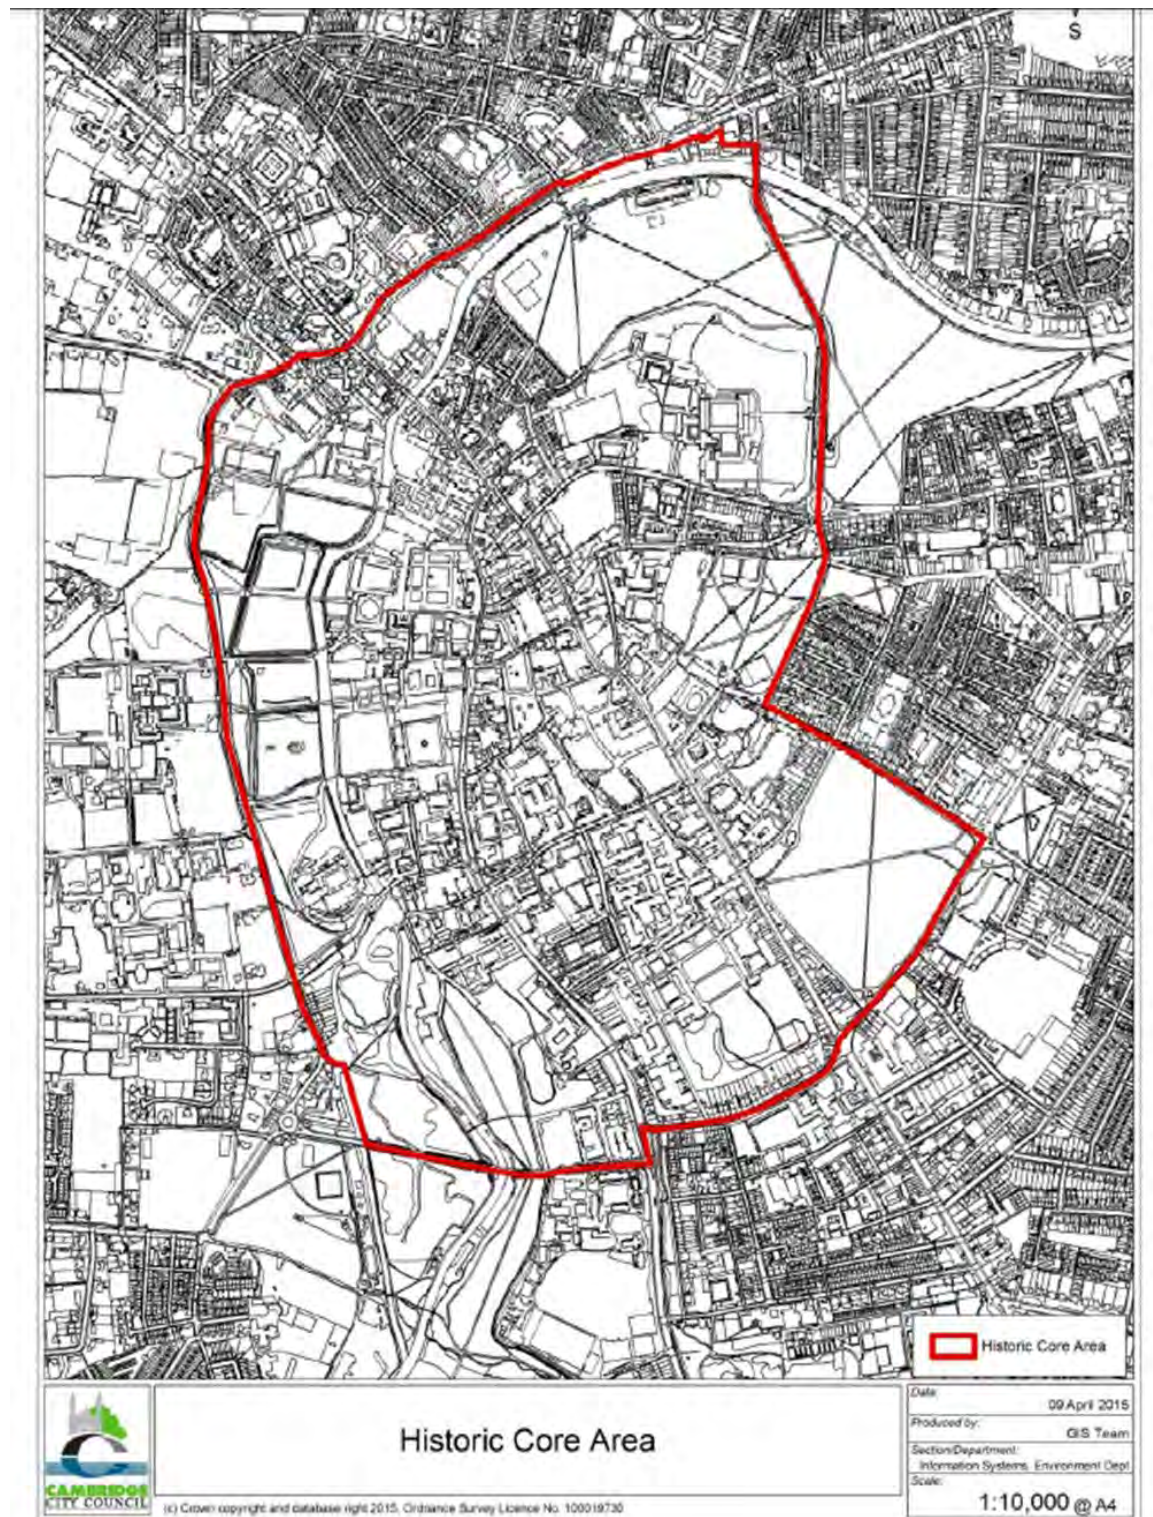 S
Historic Core Area
CAMBRIDGE
CITY COUNCIL
Historic Core Area
(c) Crown copyright and database right 2015. Ordnance Survey Licence No. 100019730
Date:
09 April 2015
Produced by:
GIS Team
Section/Department:
Information Systems, Environment Dept
Scale:
1:10,000 @ A4